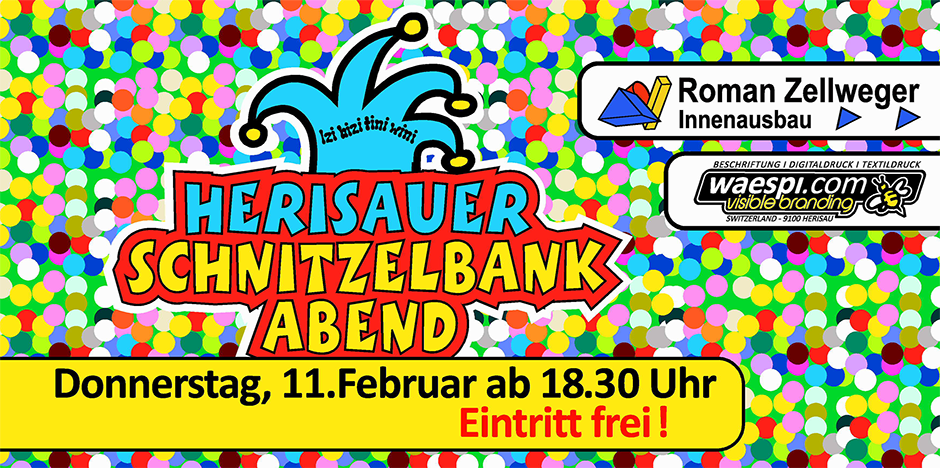 Izi bizi tini wini
HERISAUER
SCHNITZELBANK
ABEND
Roman Zellweger
Innenausbau
BESCHRIFTUNG I DIGITALDRUCK I TEXTILDRUCK
waespi.com
visible branding
SWITZERLAND - 9100 HERISAU
Donnerstag, 11.Februar ab 18.30 Uhr
Eintritt frei !